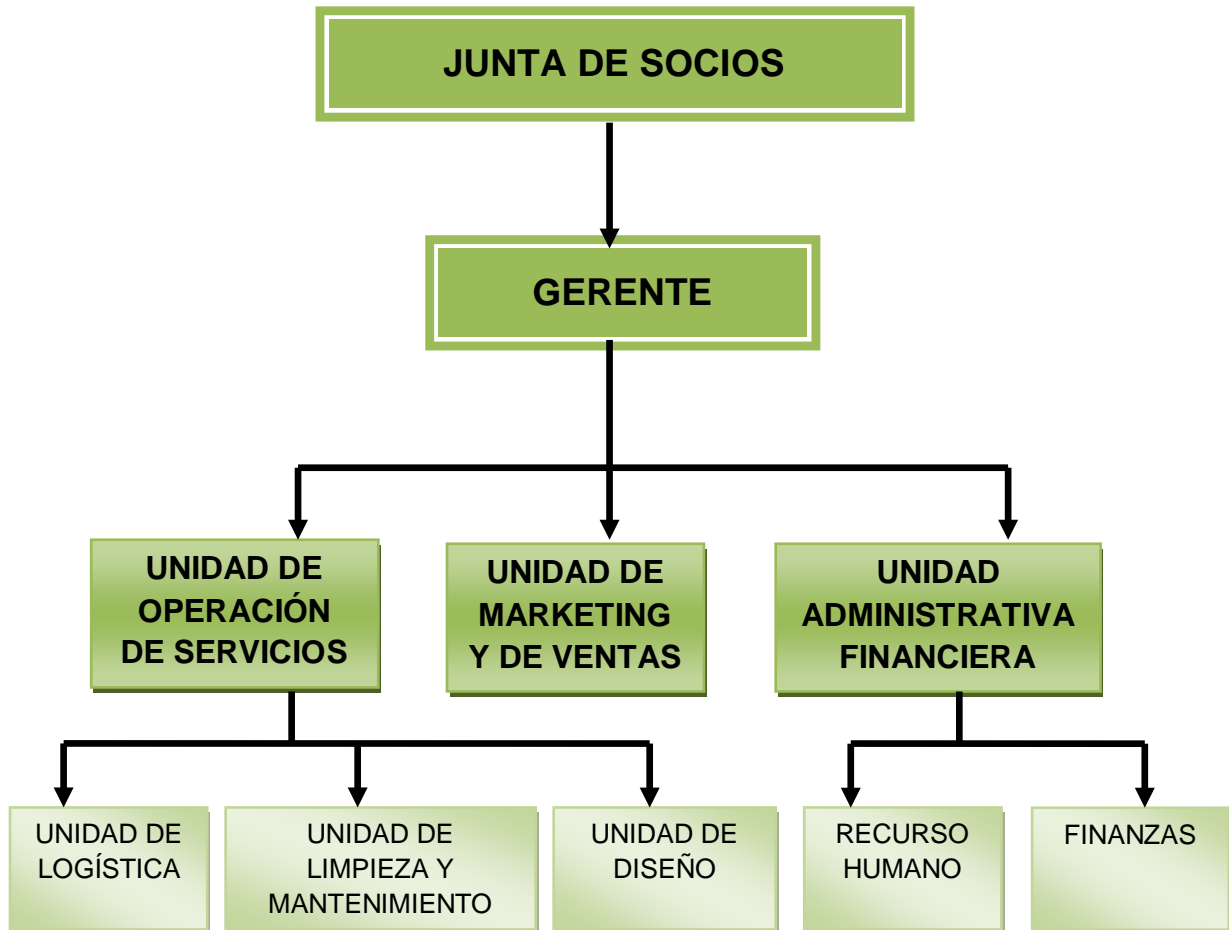 JUNTA DE SOCIOS
GERENTE
UNIDAD DE
OPERACIÓN
DE SERVICIOS
UNIDAD DE
MARKETING
Y DE VENTAS
UNIDAD
ADMINISTRATIVA
FINANCIERA
UNIDAD DE
LOGÍSTICA
UNIDAD DE
LIMPIEZA Y
MANTENIMIENTO
UNIDAD DE
DISEÑO
RECURSO
HUMANO
FINANZAS